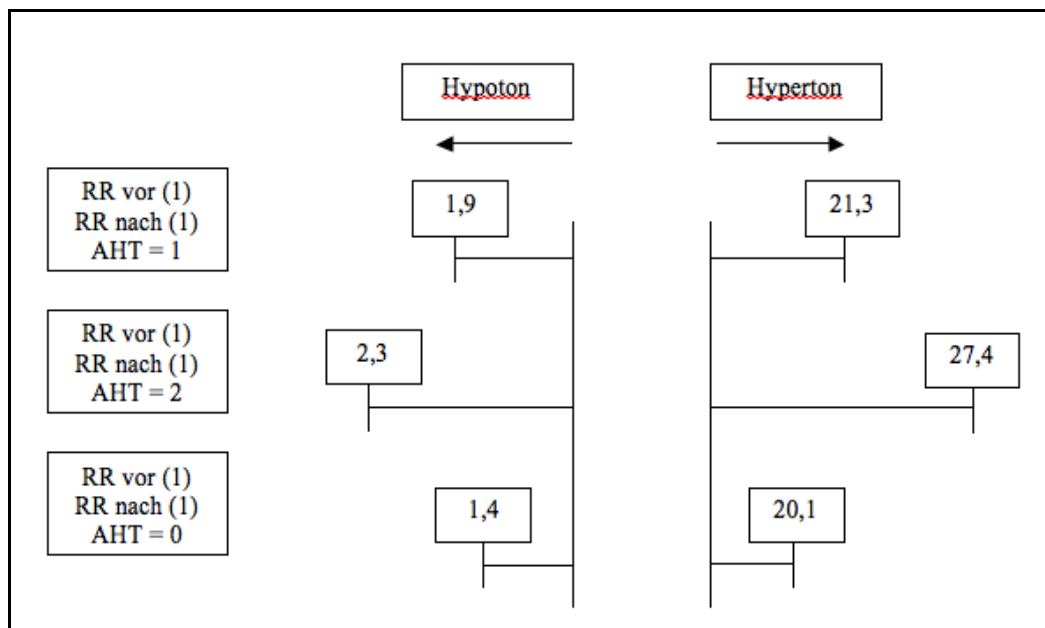 Hypoton
Hyperton
RR vor (1)
RR nach (1)
AHT = 1
1,9
21,3
RR vor (1)
RR nach (1)
AHT = 2
2,3
27,4
RR vor (1)
RR nach (1)
AHT = 0
1,4
20,1